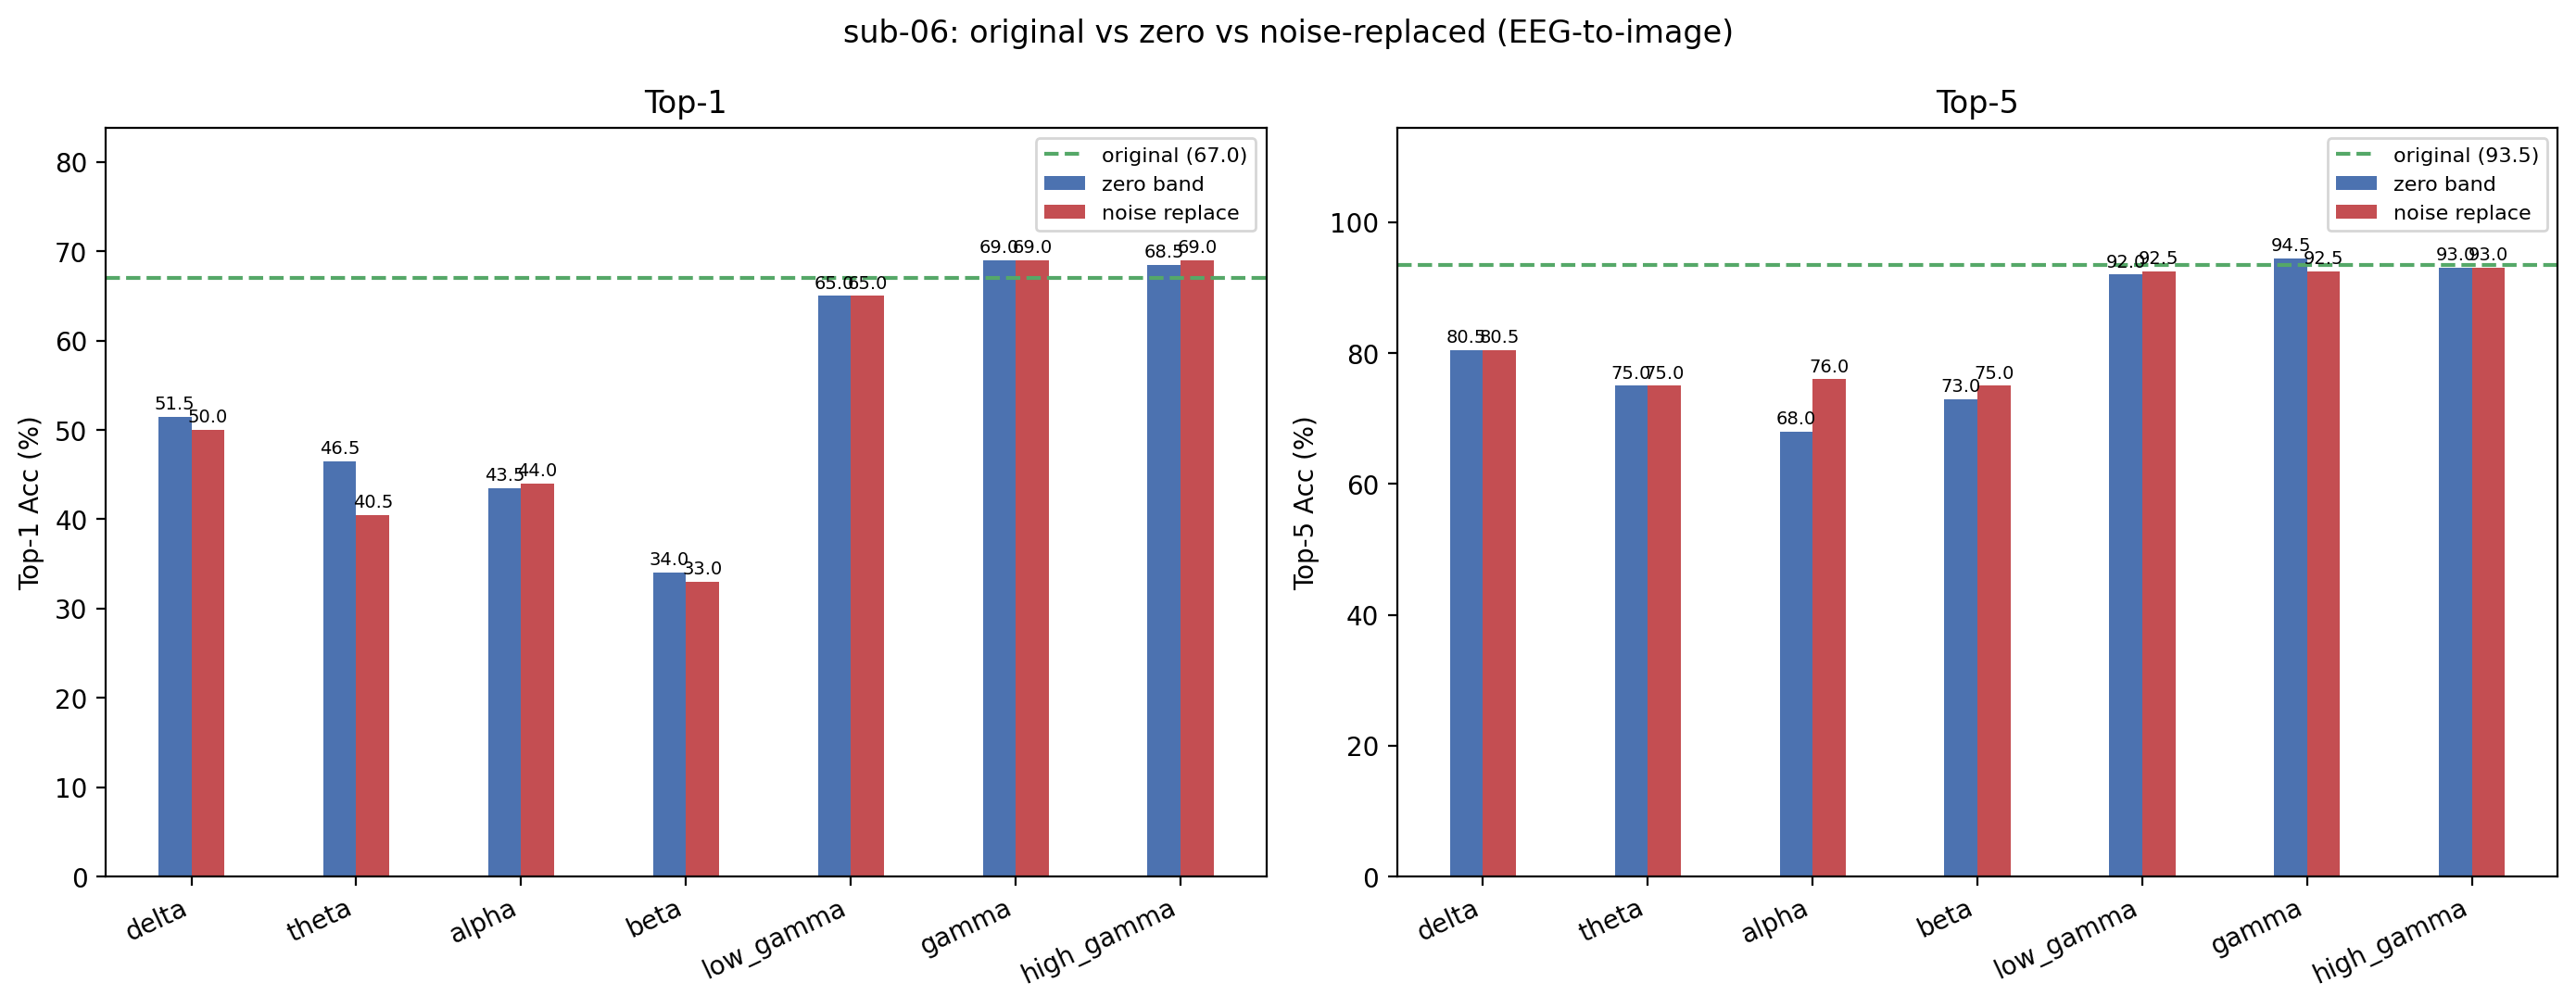 sub-06: original vs zero vs noise-replaced (EEG-to-image)
Top-1
original (67.0)
zero band
noise replace
Top-1 Acc (%)
80
70
60
50
40
30
20
10
0
51.5
50.0
46.5
40.5
43.5
44.0
34.0
33.0
65.0
65.0
69.0
69.0
68.5
69.0
delta
theta
alpha
beta
low_gamma
gamma
high_gamma
Top-5
original (93.5)
zero band
noise replace
Top-5 Acc (%)
100
80
60
40
20
0
80.5
80.5
75.0
75.0
68.0
76.0
73.0
75.0
92.0
92.5
94.5
92.5
93.0
93.0
delta
theta
alpha
beta
low_gamma
gamma
high_gamma